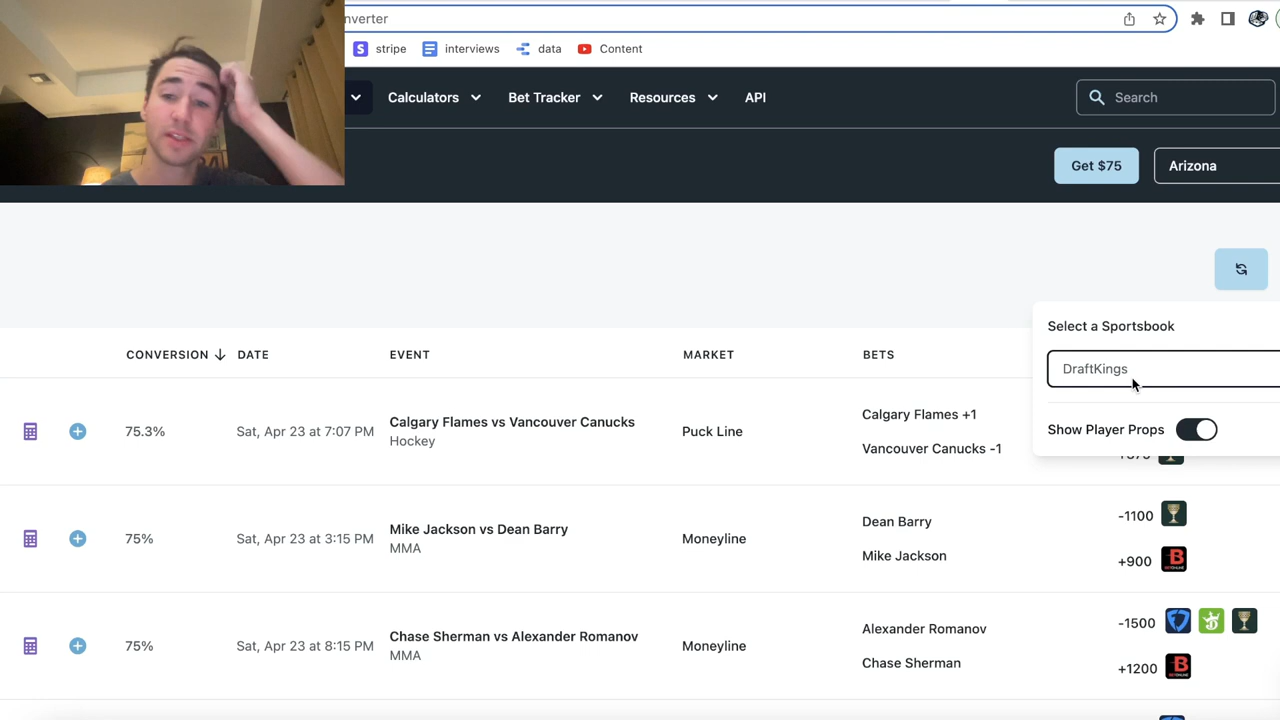 nverter
stripe
interviews
data
Content
Calculators
Bet Tracker
Resources
API
Search
Get $75
Arizona
Select a Sportsbook
DraftKings
Show Player Props
CONVERSION
DATE
EVENT
MARKET
BETS
75.3%
Sat, Apr 23 at 7:07 PM
Calgary Flames vs Vancouver Canucks
Hockey
Puck Line
Calgary Flames +1
Vancouver Canucks -1
75%
Sat, Apr 23 at 3:15 PM
Mike Jackson vs Dean Barry
MMA
Moneyline
Dean Barry
Mike Jackson
-1100
+900
75%
Sat, Apr 23 at 8:15 PM
Chase Sherman vs Alexander Romanov
MMA
Moneyline
Alexander Romanov
Chase Sherman
-1500
+1200